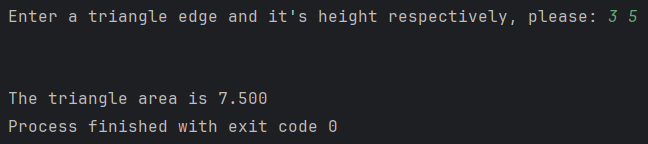 Enter a triangle edge and it's height respectively, please: 3 5
The triangle area is 7.500
Process finished with exit code 0